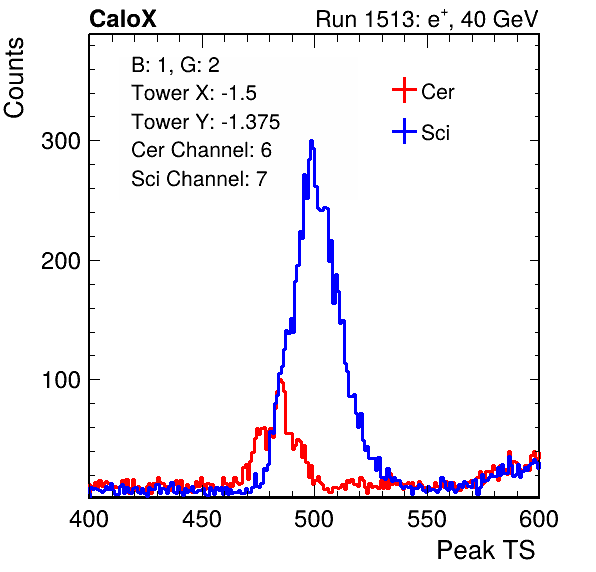 CaloX Run 1513: e⁺, 40 GeV
Counts
B: 1, G: 2
Tower X: -1.5
Tower Y: -1.375
Cer Channel: 6
Sci Channel: 7
Cer
Sci
300
200
100
400 450 500 550 600
Peak TS